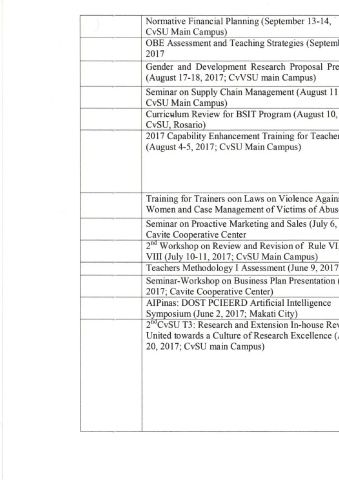 Normative Financial Planning (September 13-14,
CvSU Main Campus)
OBE Assessment and Teaching Strategies (Septem
2017
Gender and Development Research Proposal Pre
(August 17-18, 2017; CvVSU main Campus)
Seminar on Supply Chain Management (August 11
CvSU Main Campus)
Curriculum Review for BSIT Program (August 10,
CvSU, Rosario)
2017 Capability Enhancement Training for Teacher
(August 4-5, 2017; CvSU Main Campus)
Training for Trainers oon Laws on Violence Again
Women and Case Management of Victims of Abus
Seminar on Proactive Marketing and Sales (July 6,
Cavite Cooperative Center
2nd Workshop on Review and Revision of Rule VI
VIII (July 10-11, 2017; CvSU Main Campus)
Teachers Methodology I Assessment (June 9, 2017
Seminar-Workshop on Business Plan Presentation (
2017; Cavite Cooperative Center)
AIPinas: DOST PCIEERD Artificial Intelligence
Symposium (June 2, 2017; Makati City)
2ndCvSU T3: Research and Extension In-house Rev
United towards a Culture of Research Excellence (
20, 2017; CvSU main Campus)